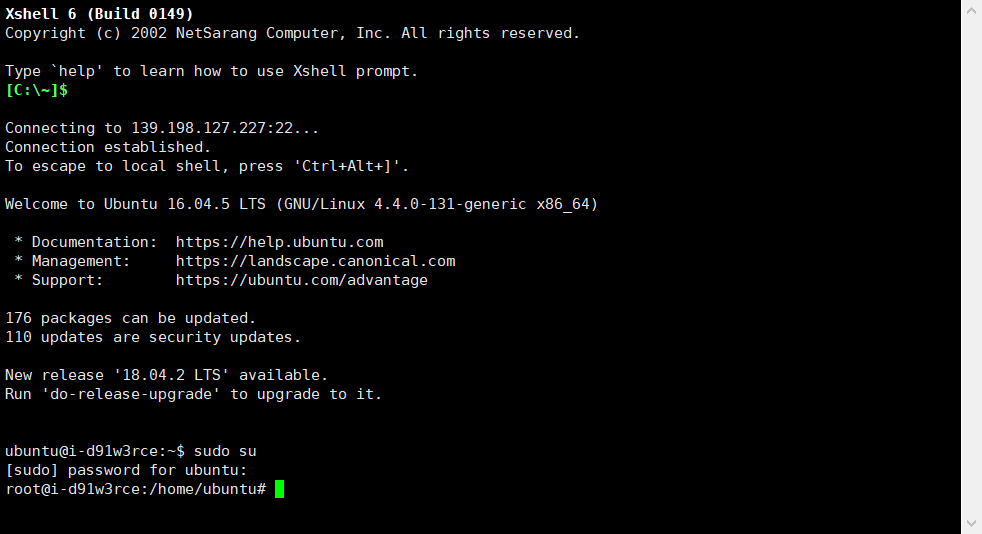 Xshell 6 (Build 0149)
Copyright (c) 2002 NetSarang Computer, Inc. All rights reserved.
Type `help' to learn how to use Xshell prompt.
[C:\~]$
Connecting to 139.198.127.227:22...
Connection established.
To escape to local shell, press 'Ctrl+Alt+]'.
Welcome to Ubuntu 16.04.5 LTS (GNU/Linux 4.4.0-131-generic x86_64)
 * Documentation:  https://help.ubuntu.com
 * Management:     https://landscape.canonical.com
 * Support:        https://ubuntu.com/advantage
176 packages can be updated.
110 updates are security updates.
New release '18.04.2 LTS' available.
Run 'do-release-upgrade' to upgrade to it.
ubuntu@i-d91w3rce:~$ sudo su
[sudo] password for ubuntu:
root@i-d91w3rce:/home/ubuntu#